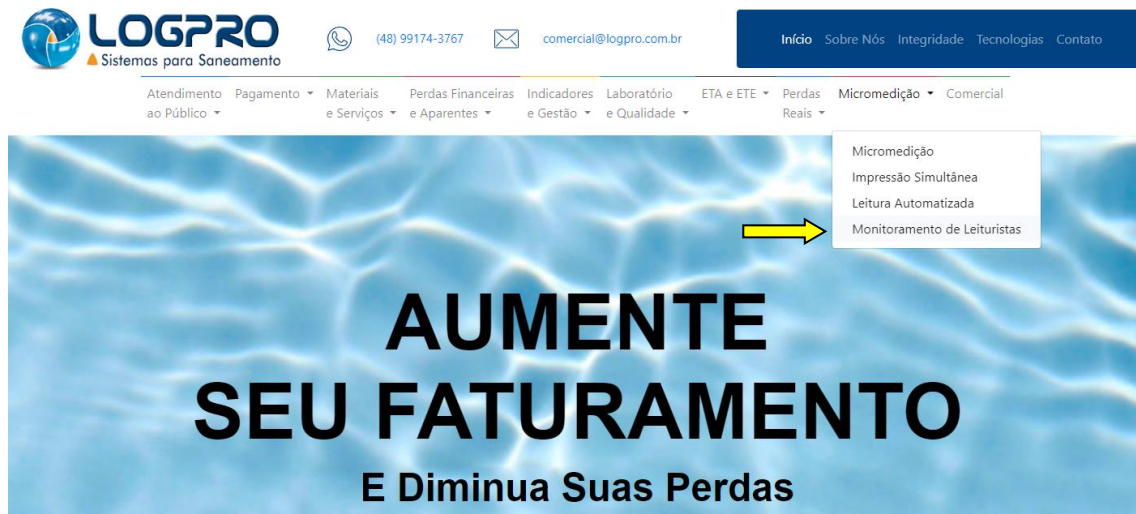 LOGPRO
Sistemas para Saneamento
(48) 99174-3767
comercial@logpro.com.br
Início Sobre Nós Integridade Tecnologias Contato
Atendimento
ao Público
Pagamento
Materiais
e Serviços
Perdas Financeiras
e Aparentes
Indicadores
e Gestão
Laboratório
e Qualidade
ETA e ETE
Perdas
Reais
Micromedição
Comercial
Micromedição
Impressão Simultânea
Leitura Automatizada
Monitoramento de Leituristas
AUMENTE
SEU FATURAMENTO
E Diminua Suas Perdas